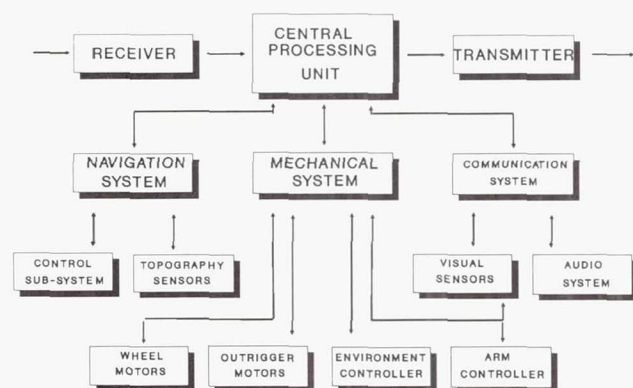 RECEIVER
CENTRAL
PROCESSING
UNIT
TRANSMITTER
NAVIGATION
SYSTEM
MECHANICAL
SYSTEM
COMMUNICATION
SYSTEM
CONTROL
SUB-SYSTEM
TOPOGRAPHY
SENSORS
VISUAL
SENSORS
AUDIO
SYSTEM
WHEEL
MOTORS
OUTRIGGER
MOTORS
ENVIRONMENT
CONTROLLER
ARM
CONTROLLER